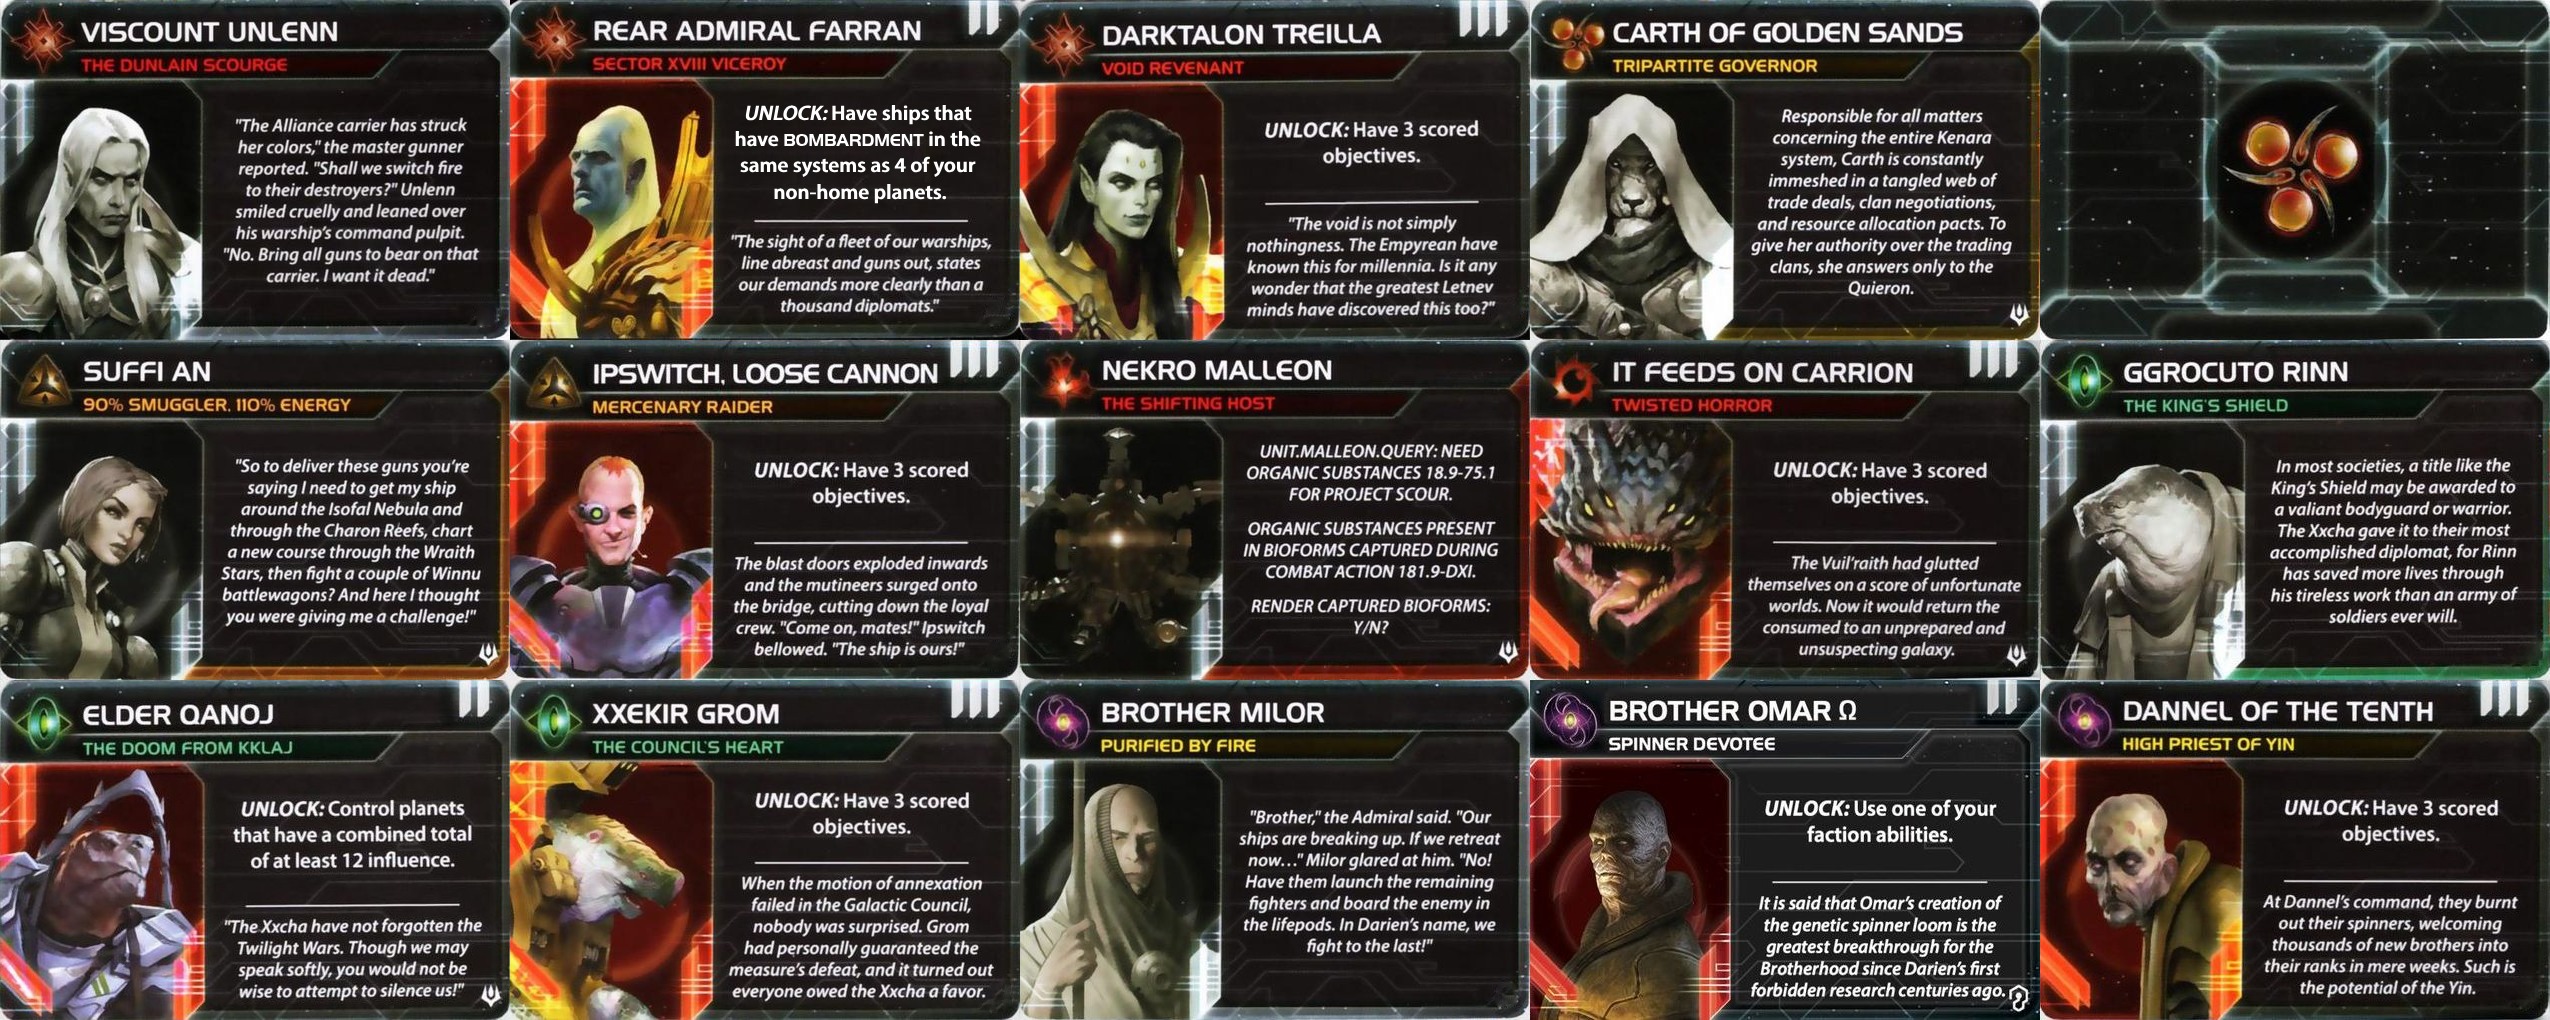 VISCOUNT UNLENN
THE DUNLAIN SCOURGE
"The Alliance carrier has struck
her colors," the master gunner
reported. "Shall we switch fire
to their destroyers?" Unlenn
smiled cruelly and leaned over
his warship's command pulpit.
"No. Bring all guns to bear on that
carrier. I want it dead."
REAR ADMIRAL FARRAN
SECTOR XVIII VICEROY
UNLOCK: Have ships that
have BOMBARDMENT in the
same systems as 4 of your
non-home planets.
"The sight of a fleet of our warships,
line abreast and guns out, states
our demands more clearly than a
thousand diplomats."
DARKTALON TREILLA
VOID REVENANT
UNLOCK: Have 3 scored
objectives.
"The void is not simply
nothingness. The Empyrean have
known this for millennia. Is it any
wonder that the greatest Letnev
minds have discovered this too?"
CARTH OF GOLDEN SANDS
TRIPARTITE GOVERNOR
Responsible for all matters
concerning the entire Kenara
system, Carth is constantly
immeshed in a tangled web of
trade deals, clan negotiations,
and resource allocation pacts. To
give her authority over the trading
clans, she answers only to the
Quieron.
SUFFI AN
90% SMUGGLER, 110% ENERGY
"So to deliver these guns you're
saying I need to get my ship
around the Isofal Nebula and
through the Charon Reefs, chart
a new course through the Wraith
Stars, then fight a couple of Winnu
battlewagons? And here I thought
you were giving me a challenge!"
IPSWITCH, LOOSE CANNON
MERCENARY RAIDER
UNLOCK: Have 3 scored
objectives.
The blast doors exploded inwards
and the mutineers surged onto
the bridge, cutting down the loyal
crew. "Come on, mates!" Ipswitch
bellowed. "The ship is ours!"
NEKRO MALLEON
THE SHIFTING HOST
UNIT.MALLEON.QUERY: NEED
ORGANIC SUBSTANCES 18.9-75.1
FOR PROJECT SCOUR.
ORGANIC SUBSTANCES PRESENT
IN BIOFORMS CAPTURED DURING
COMBAT ACTION 181.9-DXI.
RENDER CAPTURED BIOFORMS:
Y/N?
IT FEEDS ON CARRION
TWISTED HORROR
UNLOCK: Have 3 scored
objectives.
The Vuil'raith had glutted
themselves on a score of unfortunate
worlds. Now it would return the
consumed to an unprepared and
unsuspecting galaxy.
GGROCUTO RINN
THE KING'S SHIELD
In most societies, a title like the
King's Shield may be awarded to
a valiant bodyguard or warrior.
The Xxcha gave it to their most
accomplished diplomat, for Rinn
has saved more lives through
his tireless work than an army of
soldiers ever will.
ELDER QANOJ
THE DOOM FROM KKLAJ
UNLOCK: Control planets
that have a combined total
of at least 12 influence.
"The Xxcha have not forgotten the
Twilight Wars. Though we may
speak softly, you would not be
wise to attempt to silence us!"
XXEKIR GROM
THE COUNCIL'S HEART
UNLOCK: Have 3 scored
objectives.
When the motion of annexation
failed in the Galactic Council,
nobody was surprised. Grom
had personally guaranteed the
measure's defeat, and it turned out
everyone owed the Xxcha a favor.
BROTHER MILOR
PURIFIED BY FIRE
"Brother," the Admiral said. "Our
ships are breaking up. If we retreat
now..." Milor glared at him. "No!
Have them launch the remaining
fighters and board the enemy in
the lifepods. In Darien's name, we
fight to the last!"
BROTHER OMAR Ω
SPINNER DEVOTEE
UNLOCK: Use one of your
faction abilities.
It is said that Omar's creation of
the genetic spinner loom is the
greatest breakthrough for the
Brotherhood since Darien's first
forbidden research centuries ago.
DANNEL OF THE TENTH
HIGH PRIEST OF YIN
UNLOCK: Have 3 scored
objectives.
At Dannel's command, they burnt
out their spinners, welcoming
thousands of new brothers into
their ranks in mere weeks. Such is
the potential of the Yin.